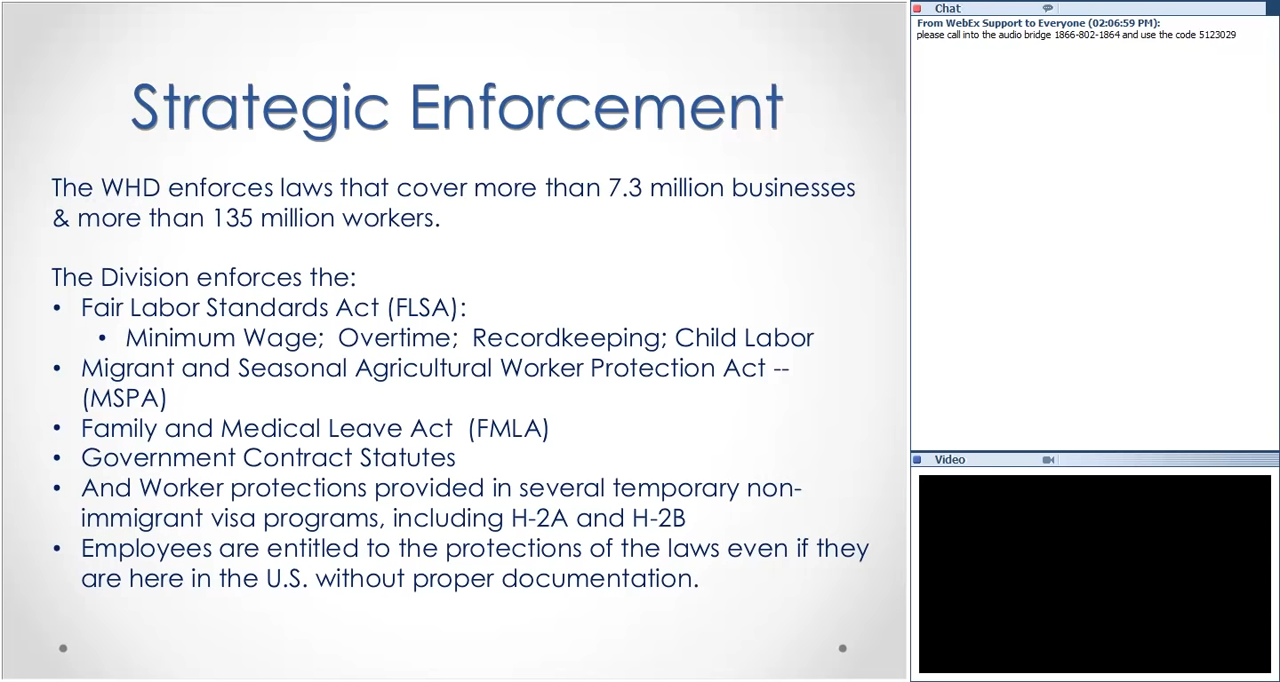 Strategic Enforcement
The WHD enforces laws that cover more than 7.3 million businesses
& more than 135 million workers.
The Division enforces the:
• Fair Labor Standards Act (FLSA):
• Minimum Wage;  Overtime;  Recordkeeping; Child Labor
• Migrant and Seasonal Agricultural Worker Protection Act --
(MSPA)
• Family and Medical Leave Act  (FMLA)
• Government Contract Statutes
• And Worker protections provided in several temporary non-
immigrant visa programs, including H-2A and H-2B
• Employees are entitled to the protections of the laws even if they
are here in the U.S. without proper documentation.
Chat
From WebEx Support to Everyone (02:06:59 PM):
please call into the audio bridge 1866-802-1864 and use the code 5123029
Video